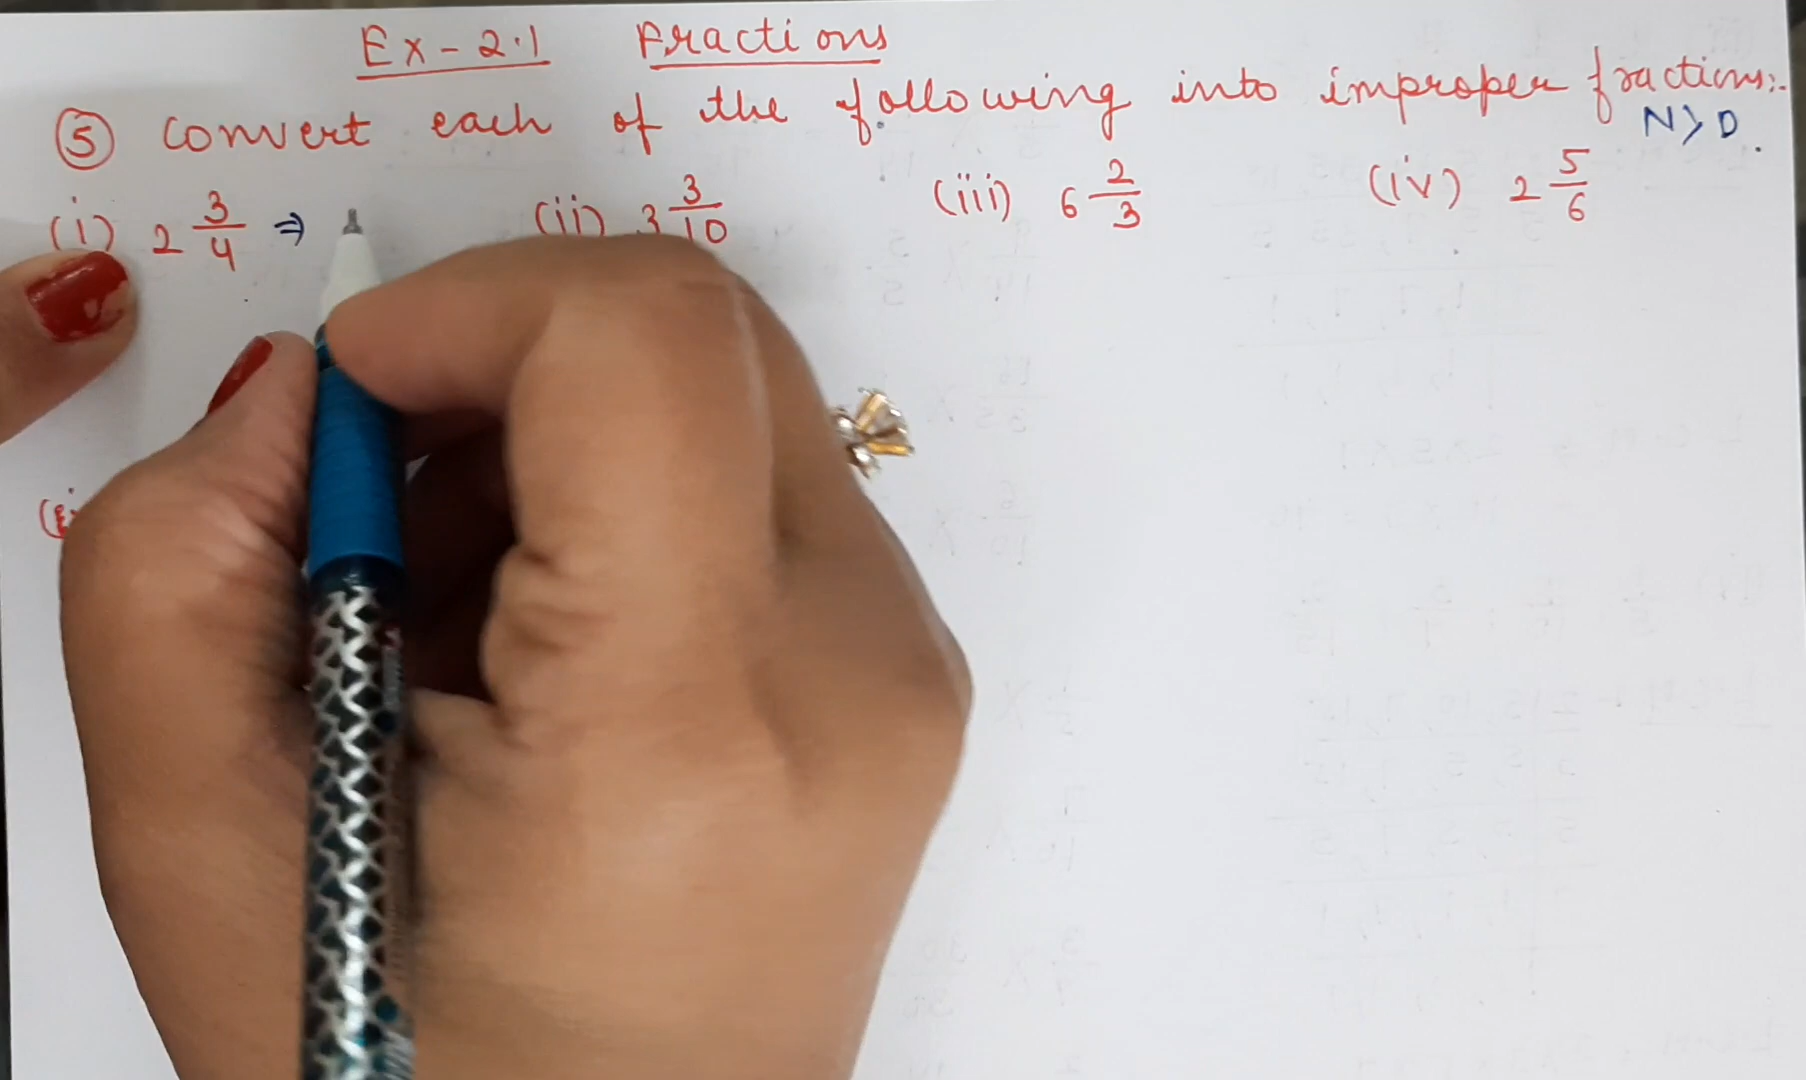 Ex-2.1 Fractions
⑤ Convert each of the following into improper fractions:-
N>D.
(i) 2 3/4 ⇒ (ii) 3 3/10 (iii) 6 2/3 (iv) 2 5/6